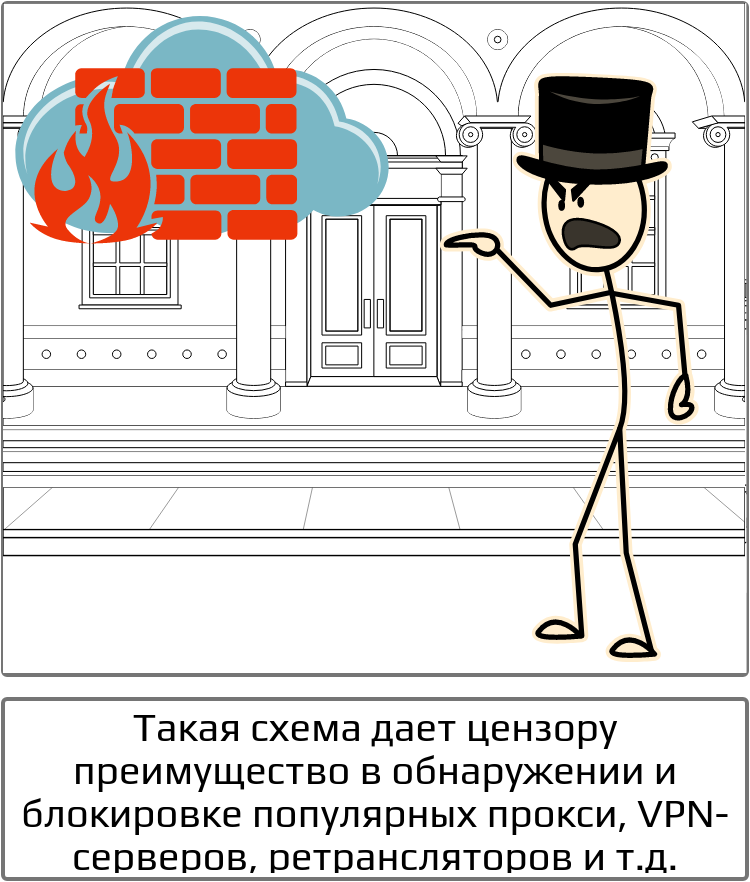 Такая схема дает цензору
преимущество в обнаружении и
блокировке популярных прокси, VPN-
серверов, ретрансляторов и т.д.